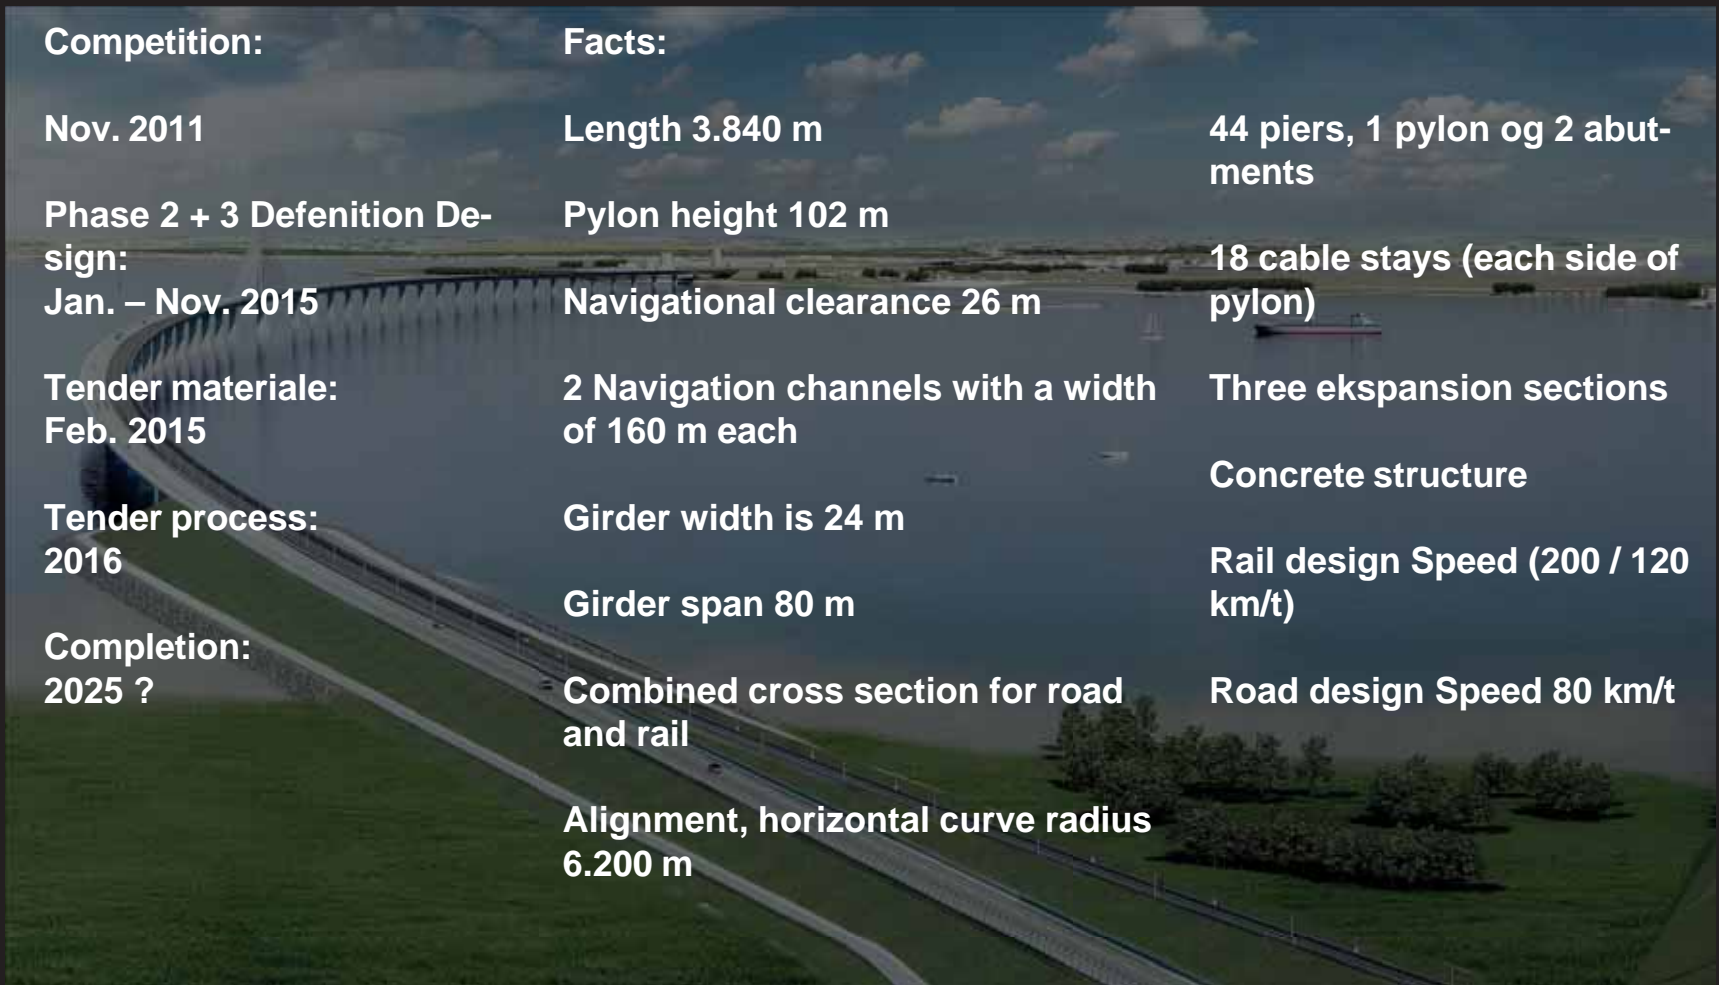 Competition:
Nov. 2011
Phase 2 + 3 Defenition De-
sign:
Jan. – Nov. 2015
Tender materiale:
Feb. 2015
Tender process:
2016
Completion:
2025 ?
Facts:
Length 3.840 m
Pylon height 102 m
Navigational clearance 26 m
2 Navigation channels with a width
of 160 m each
Girder width is 24 m
Girder span 80 m
Combined cross section for road
and rail
Alignment, horizontal curve radius
6.200 m
44 piers, 1 pylon og 2 abut-
ments
18 cable stays (each side of
pylon)
Three ekspansion sections
Concrete structure
Rail design Speed (200 / 120
km/t)
Road design Speed 80 km/t